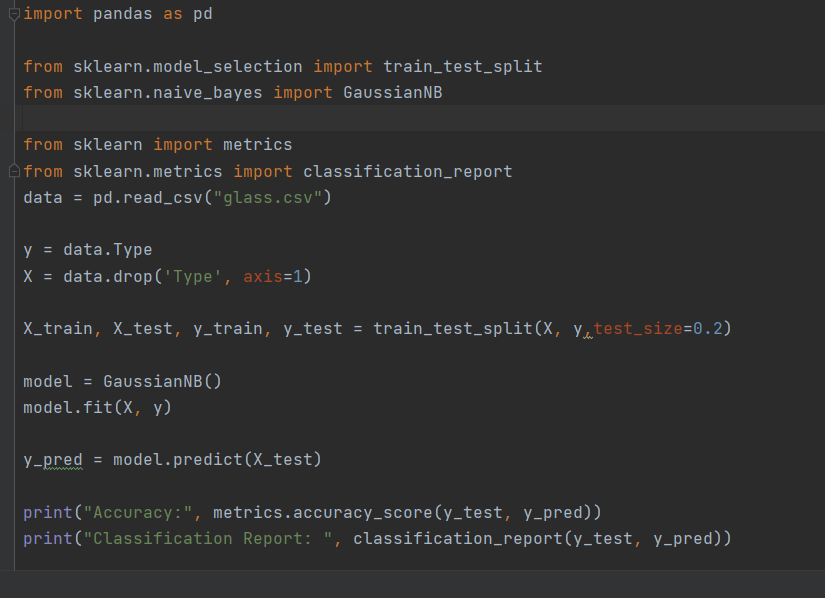 import pandas as pd
from sklearn.model_selection import train_test_split
from sklearn.naive_bayes import GaussianNB
from sklearn import metrics
from sklearn.metrics import classification_report
data = pd.read_csv("glass.csv")
y = data.Type
X = data.drop('Type', axis=1)
X_train, X_test, y_train, y_test = train_test_split(X, y,test_size=0.2)
model = GaussianNB()
model.fit(X, y)
y_pred = model.predict(X_test)
print("Accuracy:", metrics.accuracy_score(y_test, y_pred))
print("Classification Report: ", classification_report(y_test, y_pred))